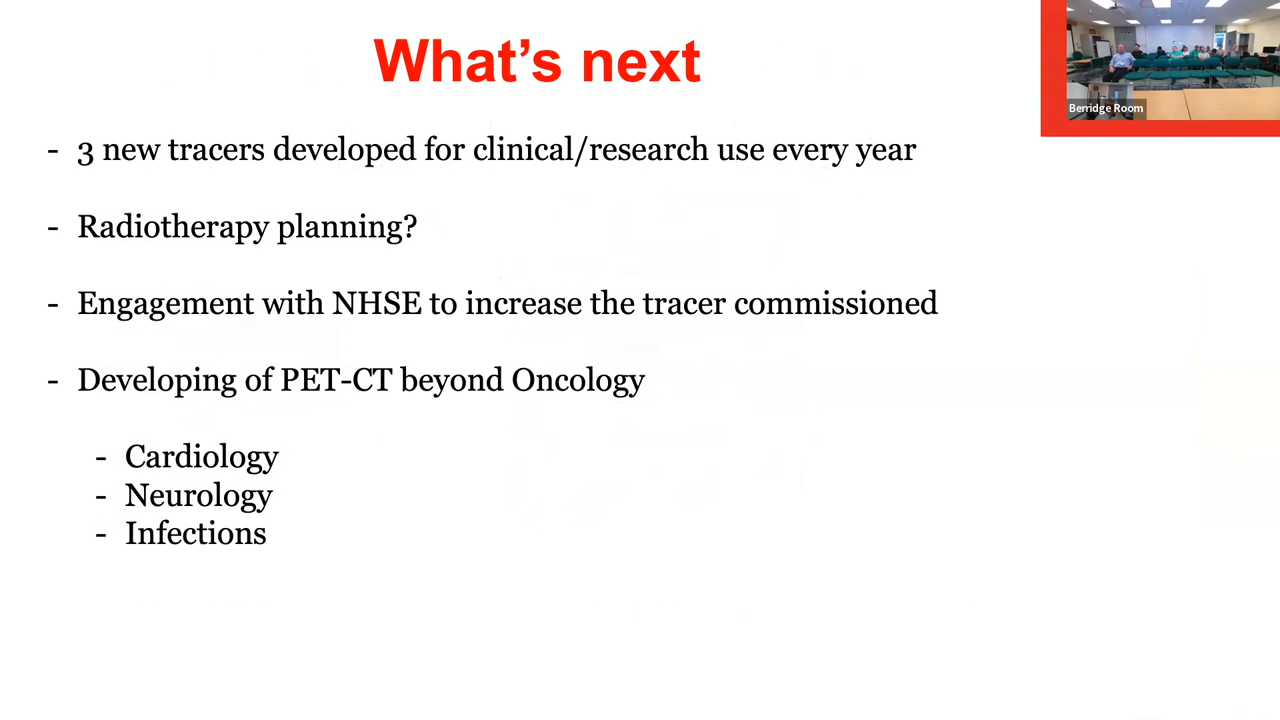 What's next
- 3 new tracers developed for clinical/research use every year
- Radiotherapy planning?
- Engagement with NHSE to increase the tracer commissioned
- Developing of PET-CT beyond Oncology
- Cardiology
- Neurology
- Infections
Berridge Room